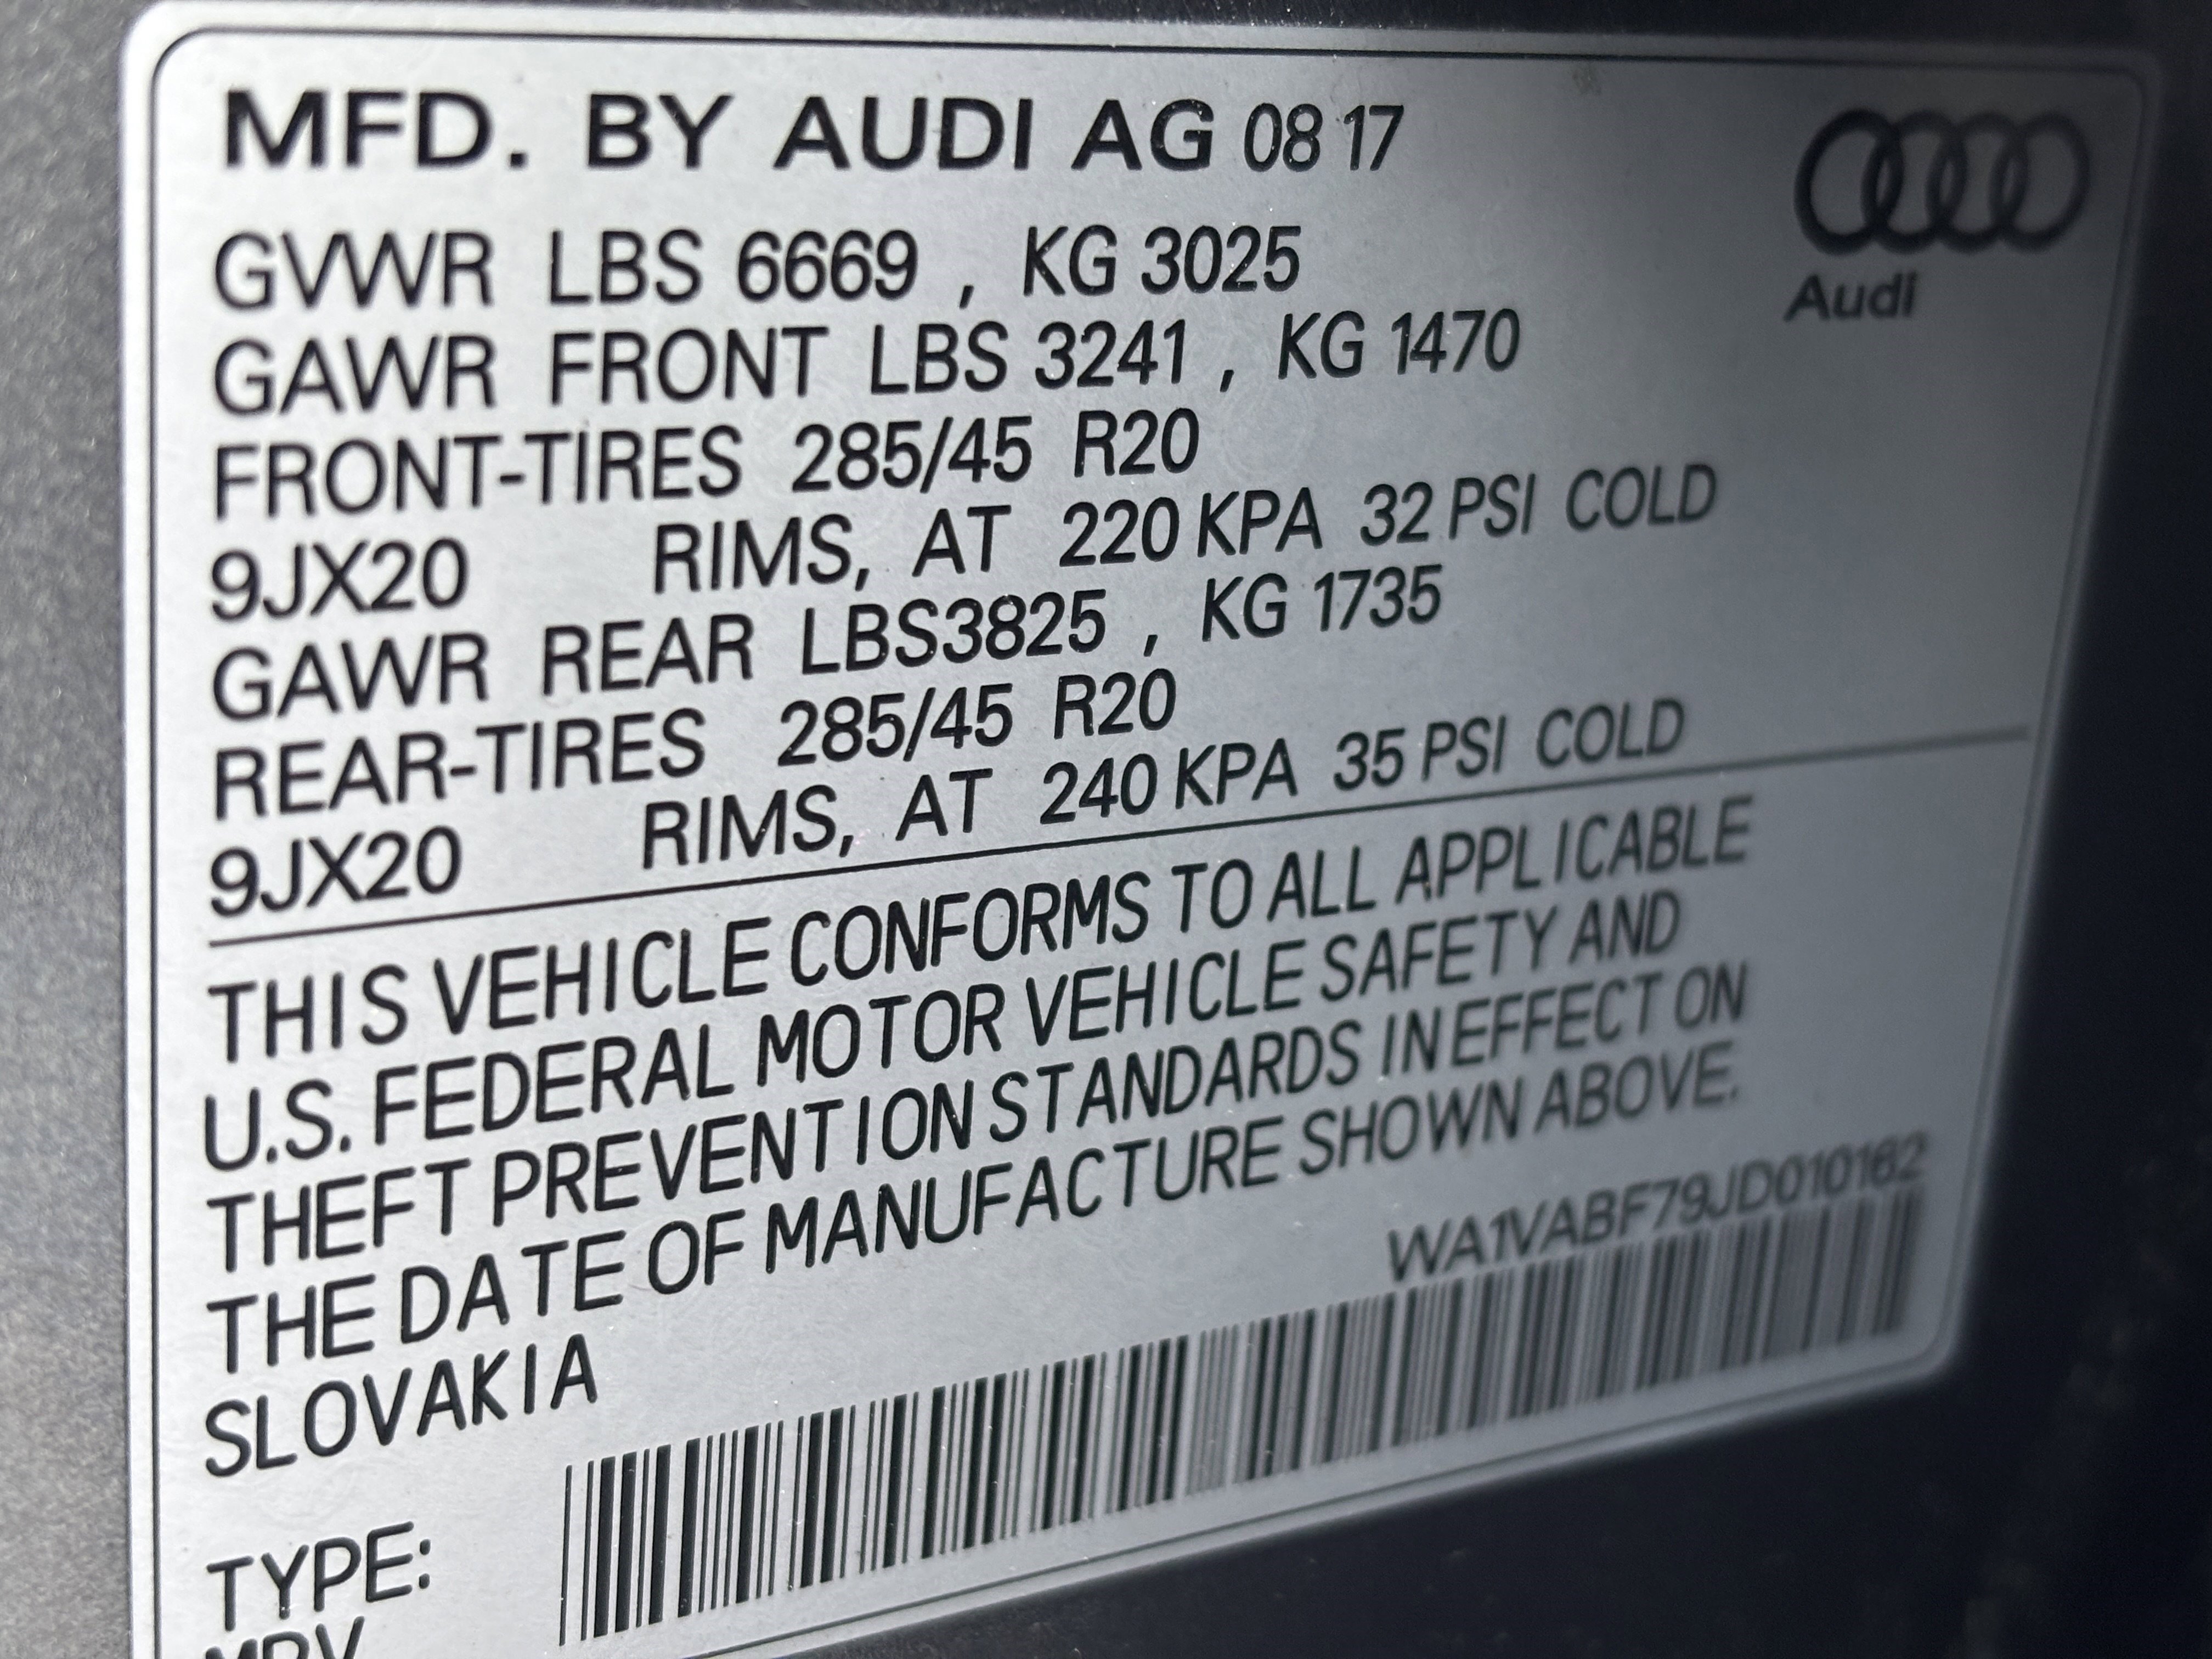 MFD. BY AUDI AG 08 17
Audi
GVWR LBS 6669 , KG 3025
GAWR FRONT LBS 3241 , KG 1470
FRONT-TIRES 285/45 R20
9JX20 RIMS, AT 220 KPA 32 PSI COLD
GAWR REAR LBS3825 , KG 1735
REAR-TIRES 285/45 R20
9JX20 RIMS, AT 240 KPA 35 PSI COLD
THIS VEHICLE CONFORMS TO ALL APPLICABLE
U.S. FEDERAL MOTOR VEHICLE SAFETY AND
THEFT PREVENTION STANDARDS IN EFFECT ON
THE DATE OF MANUFACTURE SHOWN ABOVE.
SLOVAKIA
WA1VABF79JD010162
TYPE:
MPV